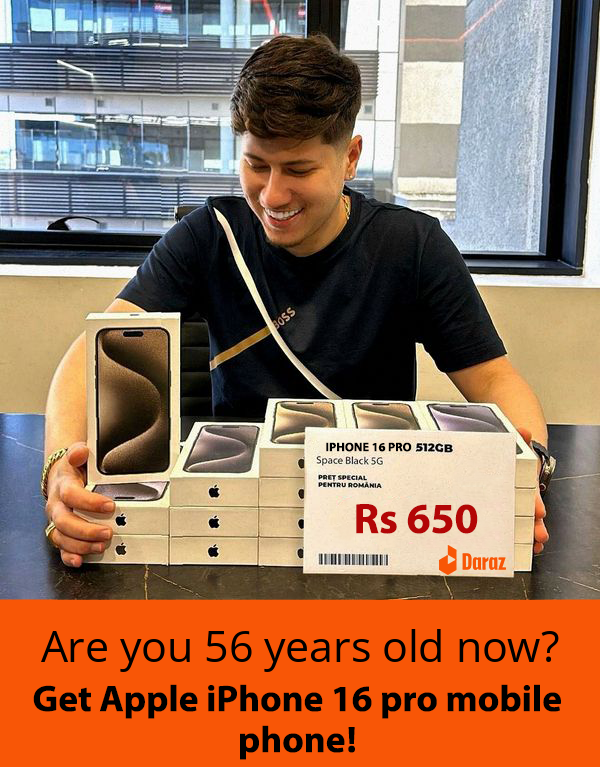 BOSS
IPHONE 16 PRO 512GB
Space Black 5G
PRET SPECIAL
PENTRU ROMÂNIA
Rs 650
Daraz
Are you 56 years old now?
Get Apple iPhone 16 pro mobile
phone!